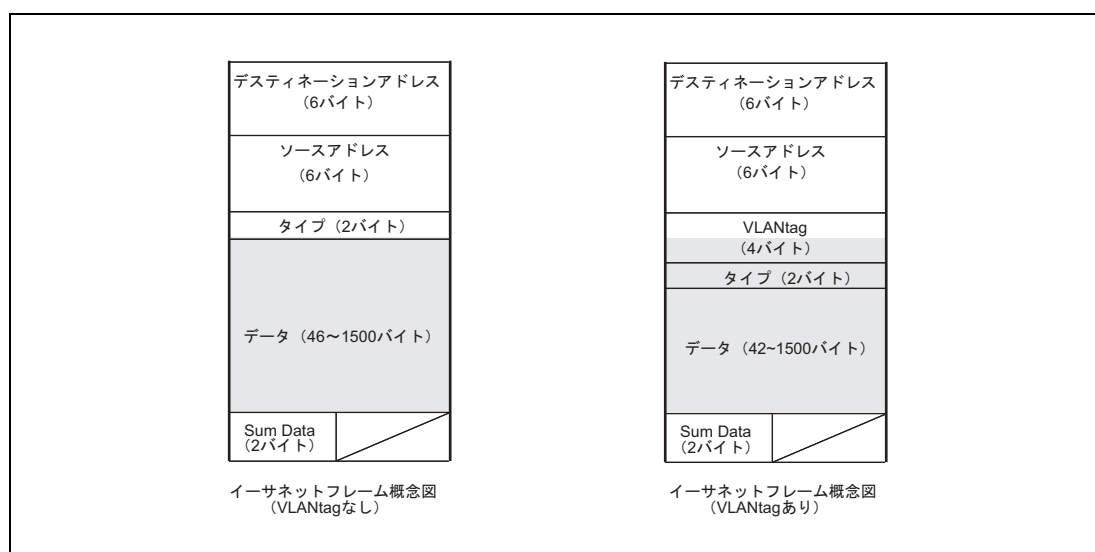 デスティネーションアドレス
（6バイト）
ソースアドレス
（6バイト）
タイプ（2バイト）
データ（46～1500バイト）
Sum Data
（2バイト）
イーサネットフレーム概念図
（VLANtagなし）
デスティネーションアドレス
（6バイト）
ソースアドレス
（6バイト）
VLANtag
（4バイト）
タイプ（2バイト）
データ（42~1500バイト）
Sum Data
（2バイト）
イーサネットフレーム概念図
（VLANtagあり）